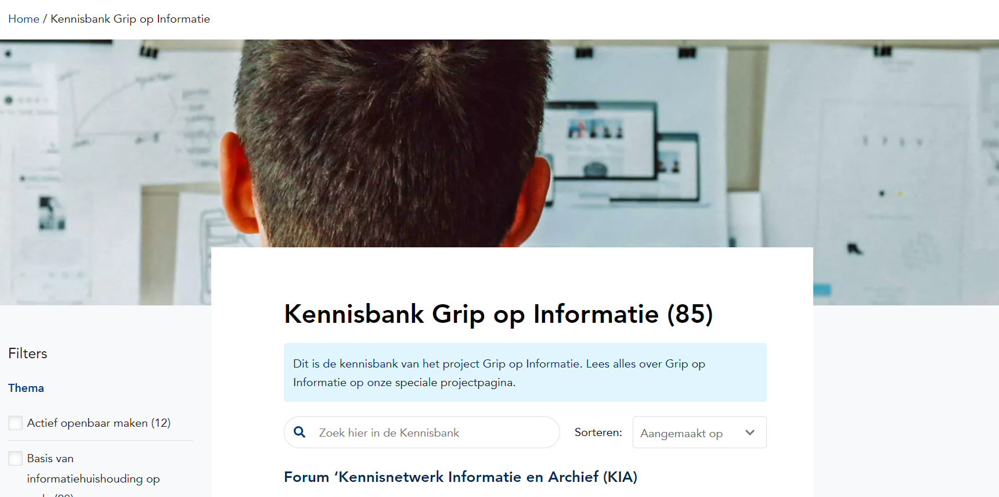 Home / Kennisbank Grip op Informatie
Kennisbank Grip op Informatie (85)
Dit is de kennisbank van het project Grip op Informatie. Lees alles over Grip op
Informatie op onze speciale projectpagina.
Zoek hier in de Kennisbank
Sorteren: Aangemaakt op
Forum ‘Kennisnetwerk Informatie en Archief (KIA)
Filters
Thema
Actief openbaar maken (12)
Basis van
informatiehuishouding op